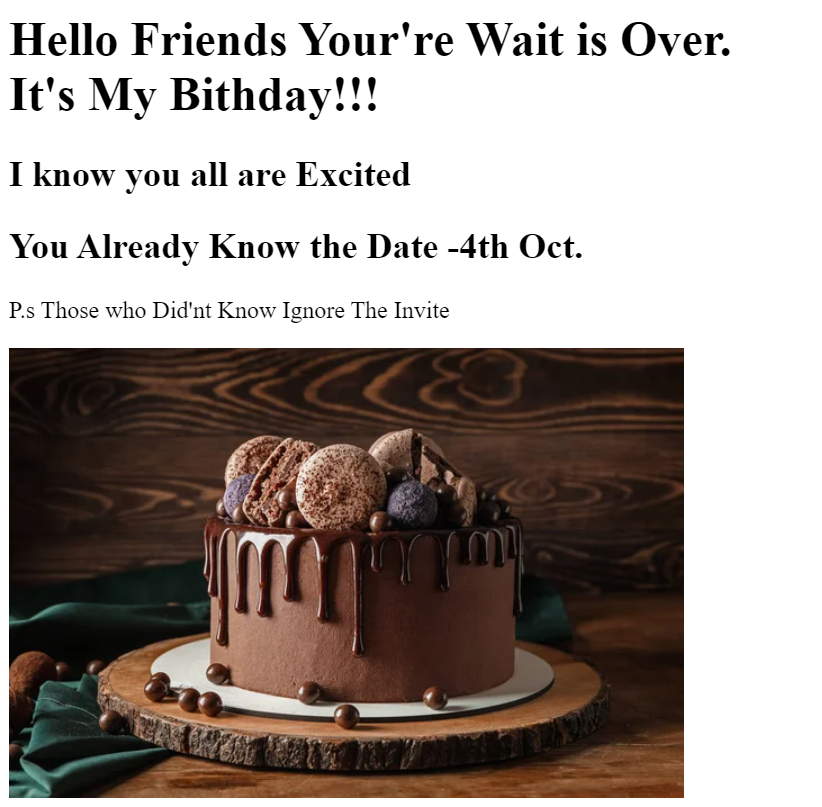 Hello Friends Your're Wait is Over.
It's My Bithday!!!
I know you all are Excited
You Already Know the Date -4th Oct.
P.s Those who Did'nt Know Ignore The Invite